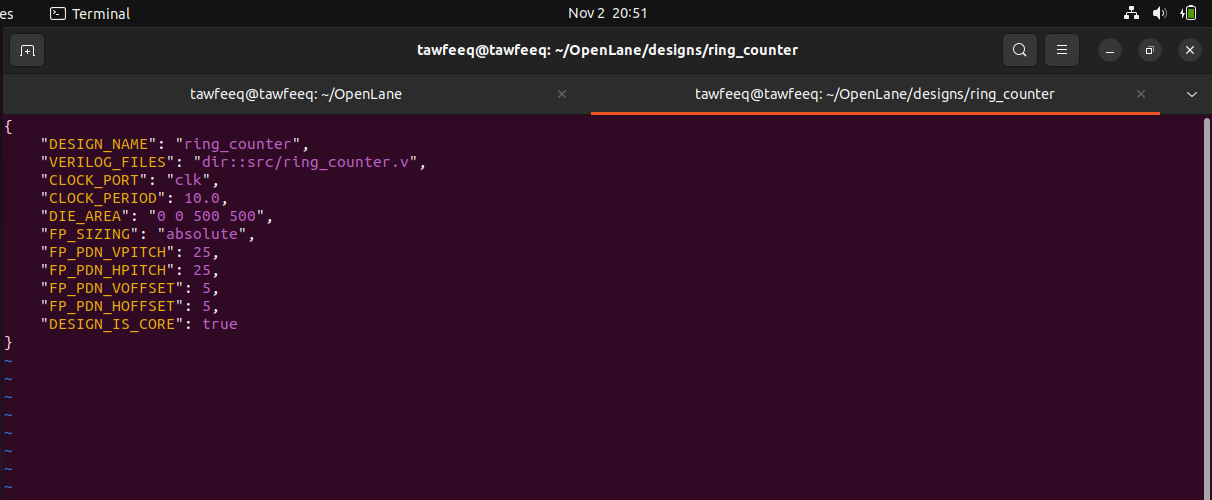 es
Terminal
Nov 2 20:51
tawfeeq@tawfeeq: ~/OpenLane/designs/ring_counter
tawfeeq@tawfeeq: ~/OpenLane
tawfeeq@tawfeeq: ~/OpenLane/designs/ring_counter
{
    "DESIGN_NAME": "ring_counter",
    "VERILOG_FILES": "dir::src/ring_counter.v",
    "CLOCK_PORT": "clk",
    "CLOCK_PERIOD": 10.0,
    "DIE_AREA": "0 0 500 500",
    "FP_SIZING": "absolute",
    "FP_PDN_VPITCH": 25,
    "FP_PDN_HPITCH": 25,
    "FP_PDN_VOFFSET": 5,
    "FP_PDN_HOFFSET": 5,
    "DESIGN_IS_CORE": true
}
~
~
~
~
~
~
~
~